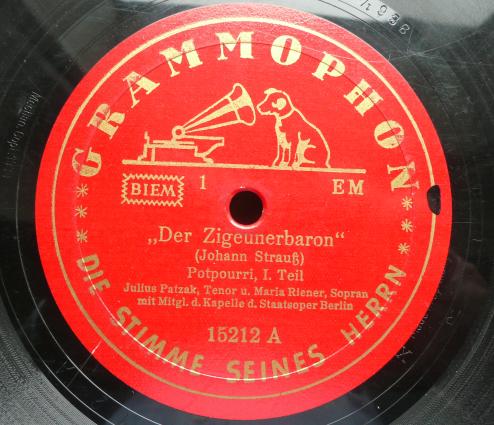 GRAMMOPHON
BIEM 1 EM
„Der Zigeunerbaron“
(Johann Strauß)
Potpourri, I. Teil
Julius Patzak, Tenor u. Maria Riener, Sopran
mit Mitgl. d. Kapelle d. Staatsoper Berlin
15212 A
DIE STIMME SEINES HERRN